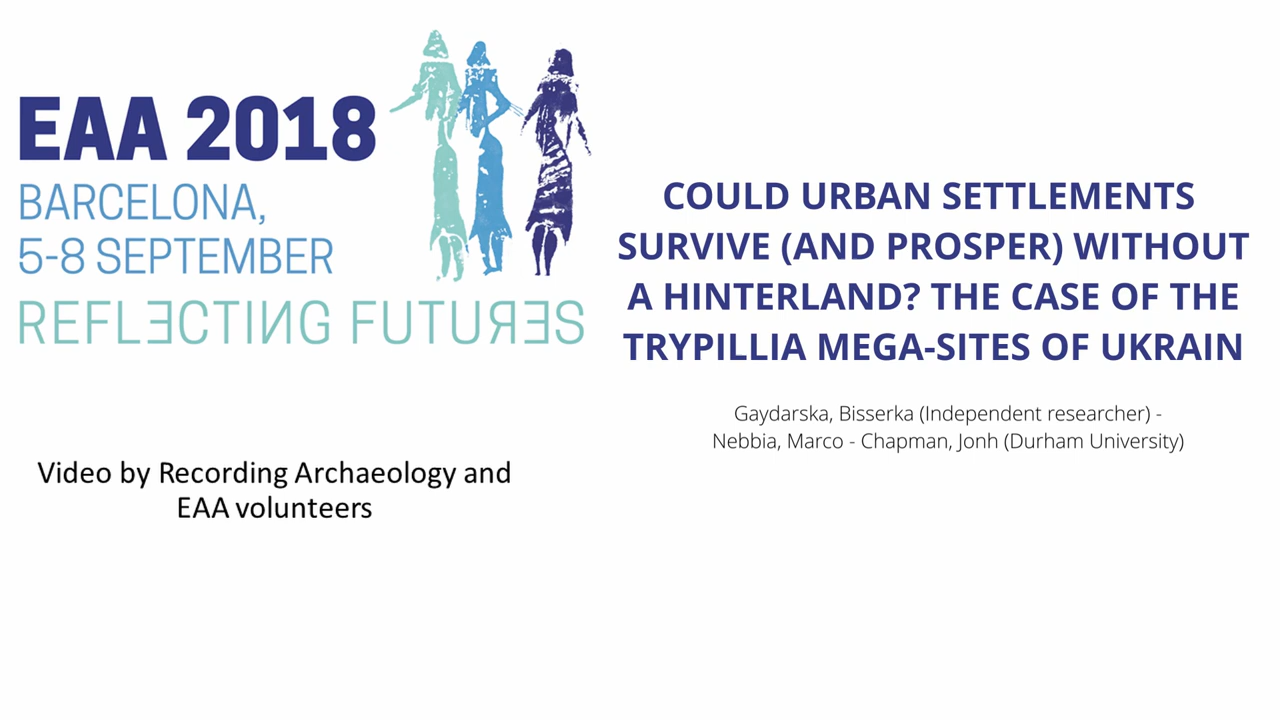 EAA 2018
BARCELONA,
5-8 SEPTEMBER
REFLECTING FUTURES
COULD URBAN SETTLEMENTS
SURVIVE (AND PROSPER) WITHOUT
A HINTERLAND? THE CASE OF THE
TRYPILLIA MEGA-SITES OF UKRAIN
Gaydarska, Bisserka (Independent researcher) -
Nebbia, Marco - Chapman, Jonh (Durham University)
Video by Recording Archaeology and
EAA volunteers